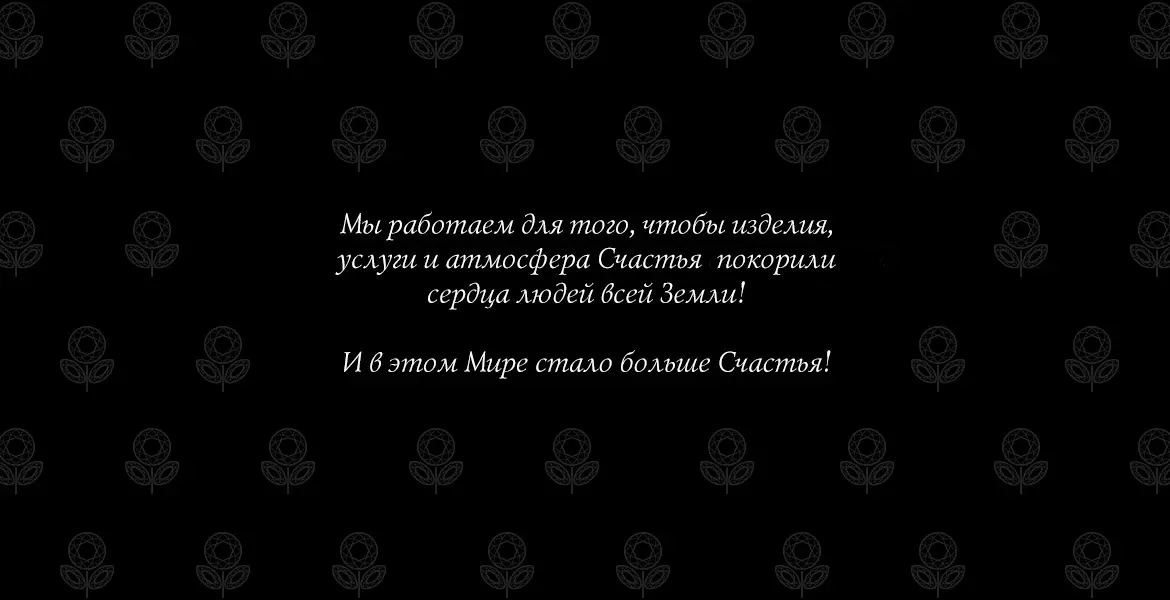 Мы работаем для того, чтобы изделия,
услуги и атмосфера Счастья покорили
сердца людей всей Земли!
И в этом Мире стало больше Счастья!